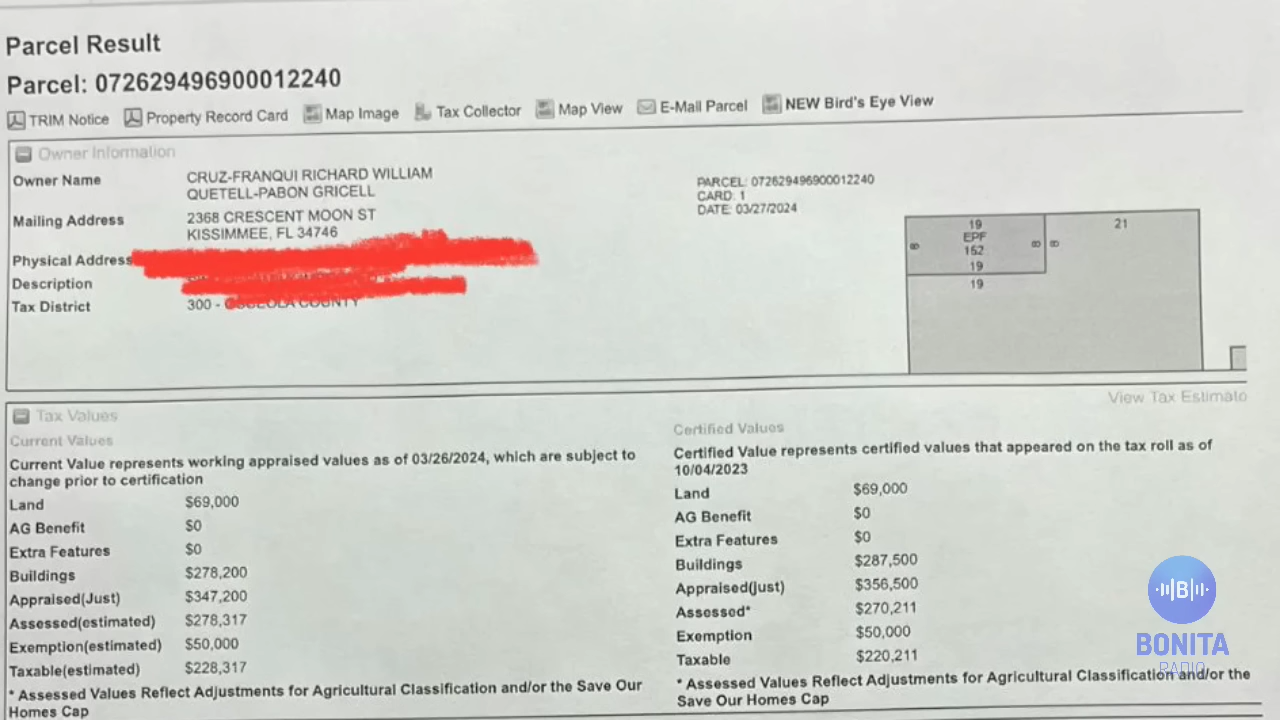 Parcel Result
Parcel: 072629496900012240
TRIM Notice Property Record Card Map Image Tax Collector Map View E-Mail Parcel NEW Bird's Eye View
Owner Information
Owner Name CRUZ-FRANQUI RICHARD WILLIAM
QUETELL-PABON GRICELL
Mailing Address 2368 CRESCENT MOON ST
KISSIMMEE, FL 34746
Physical Address
Description
Tax District 300 - OSCEOLA COUNTY
PARCEL: 072629496900012240
CARD: 1
DATE: 03/27/2024
19 21
8 EPF 8 8
152
19
19
View Tax Estimato
Tax Values
Current Values
Current Value represents working appraised values as of 03/26/2024, which are subject to
change prior to certification
Land $69,000
AG Benefit $0
Extra Features $0
Buildings $278,200
Appraised(Just) $347,200
Assessed(estimated) $278,317
Exemption(estimated) $50,000
Taxable(estimated) $228,317
* Assessed Values Reflect Adjustments for Agricultural Classification and/or the Save Our
Homes Cap
Certified Values
Certified Value represents certified values that appeared on the tax roll as of
10/04/2023
Land $69,000
AG Benefit $0
Extra Features $0
Buildings $287,500
Appraised(just) $356,500
Assessed* $270,211
Exemption $50,000
Taxable $220,211
* Assessed Values Reflect Adjustments for Agricultural Classification and/or the
Save Our Homes Cap
B
BONITA
RADIO